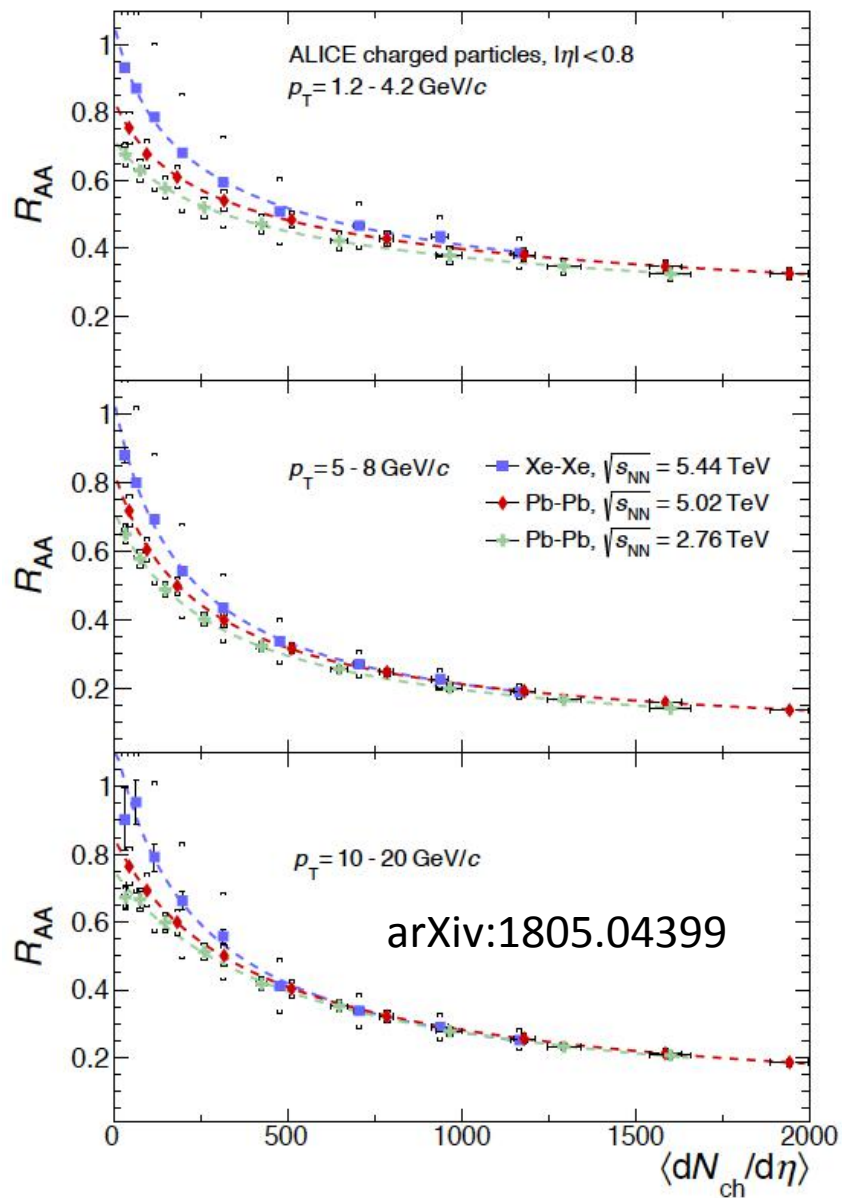 ALICE charged particles, |η| < 0.8
p_T = 1.2 - 4.2 GeV/c
1
0.8
0.6
0.4
0.2
R_AA
p_T = 5 - 8 GeV/c
Xe-Xe, √s_NN = 5.44 TeV
Pb-Pb, √s_NN = 5.02 TeV
Pb-Pb, √s_NN = 2.76 TeV
1
0.8
0.6
0.4
0.2
R_AA
p_T = 10 - 20 GeV/c
arXiv:1805.04399
1
0.8
0.6
0.4
0.2
R_AA
0 500 1000 1500 2000
⟨dN_ch/dη⟩